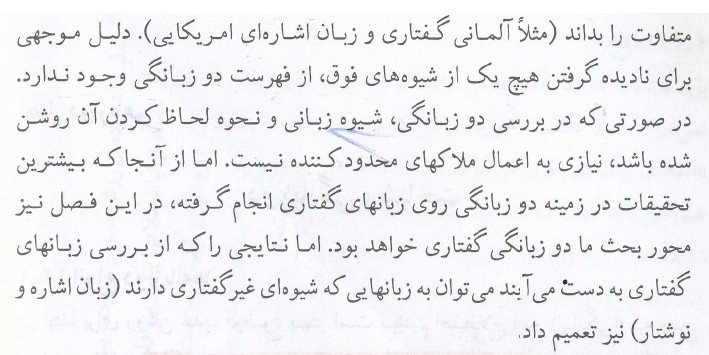 متفاوت را بداند (مثلاً آلمانی گفتاری و زبان اشاره‌ای امریکایی). دلیل موجهی
برای نادیده گرفتن هیچ یک از شیوه‌های فوق، از فهرست دو زبانگی وجود ندارد.
در صورتی که در بررسی دو زبانگی، شیوه زبانی و نحوه لحاظ کردن آن روشن
شده باشد، نیازی به اعمال ملاکهای محدود کننده نیست. اما از آنجا که بیشترین
تحقیقات در زمینه دو زبانگی روی زبانهای گفتاری انجام گرفته، در این فصل نیز
محور بحث ما دو زبانگی گفتاری خواهد بود. اما نتایجی را که از بررسی زبانهای
گفتاری به دست می‌آیند می‌توان به زبانهایی که شیوه‌ای غیرگفتاری دارند (زبان اشاره و
نوشتار) نیز تعمیم داد.